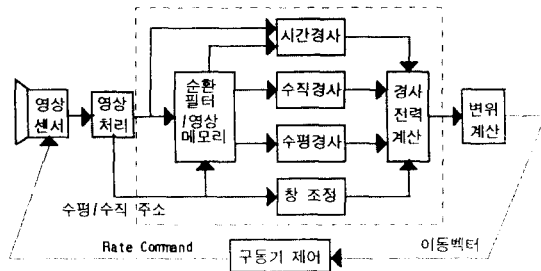 영상
센서
영상
처리
순환
필터
/영상
메모리
시간경사
수직경사
수평경사
창 조정
경사
전력
계산
변위
계산
수평/수직 주소
Rate Command
구동기 제어
이동벡터